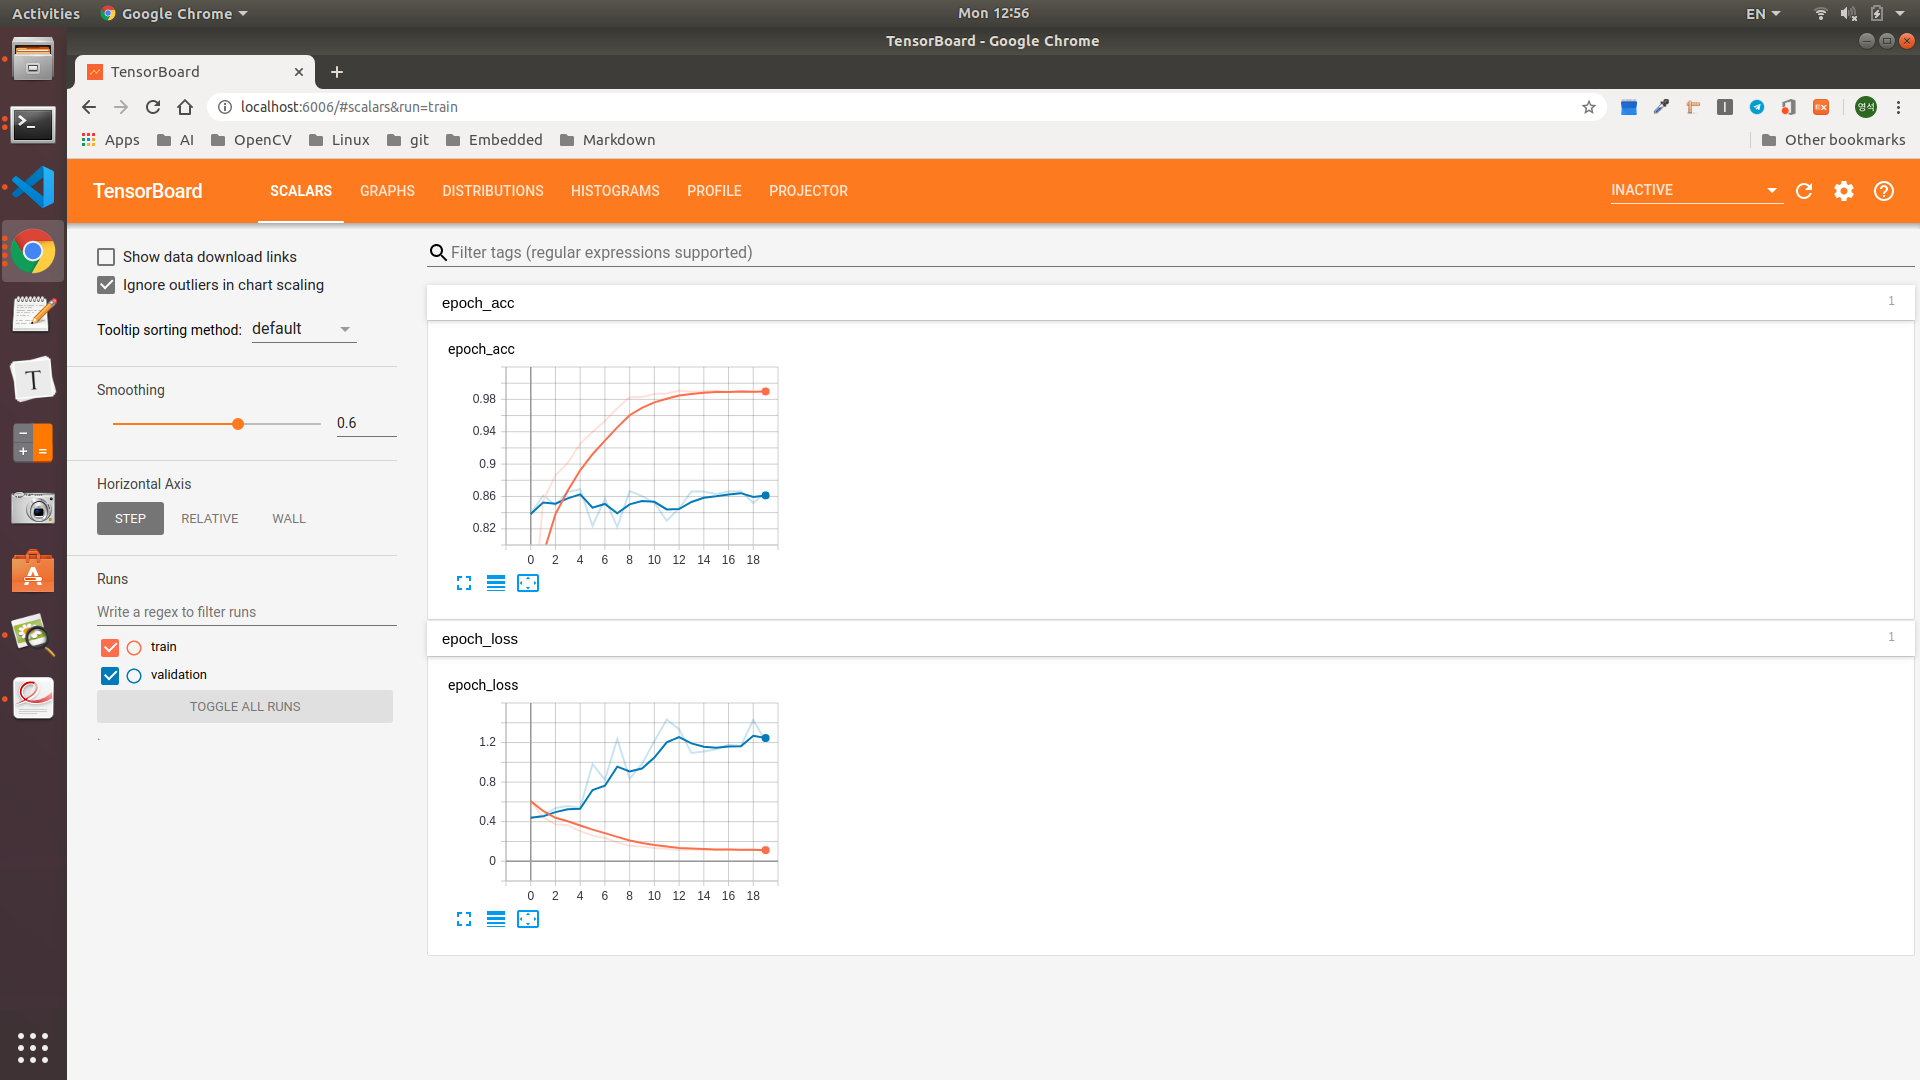 Activities Google Chrome Mon 12:56 EN
TensorBoard - Google Chrome
TensorBoard
localhost:6006/#scalars&run=train
EX
영석
Apps AI OpenCV Linux git Embedded Markdown Other bookmarks
TensorBoard SCALARS GRAPHS DISTRIBUTIONS HISTOGRAMS PROFILE PROJECTOR INACTIVE
Show data download links
Ignore outliers in chart scaling
Tooltip sorting method: default
Smoothing
0.6
Horizontal Axis
STEP RELATIVE WALL
Runs
Write a regex to filter runs
train
validation
TOGGLE ALL RUNS
.
Filter tags (regular expressions supported)
epoch_acc 1
epoch_acc
0.98
0.94
0.9
0.86
0.82
0 2 4 6 8 10 12 14 16 18
epoch_loss 1
epoch_loss
1.2
0.8
0.4
0
0 2 4 6 8 10 12 14 16 18